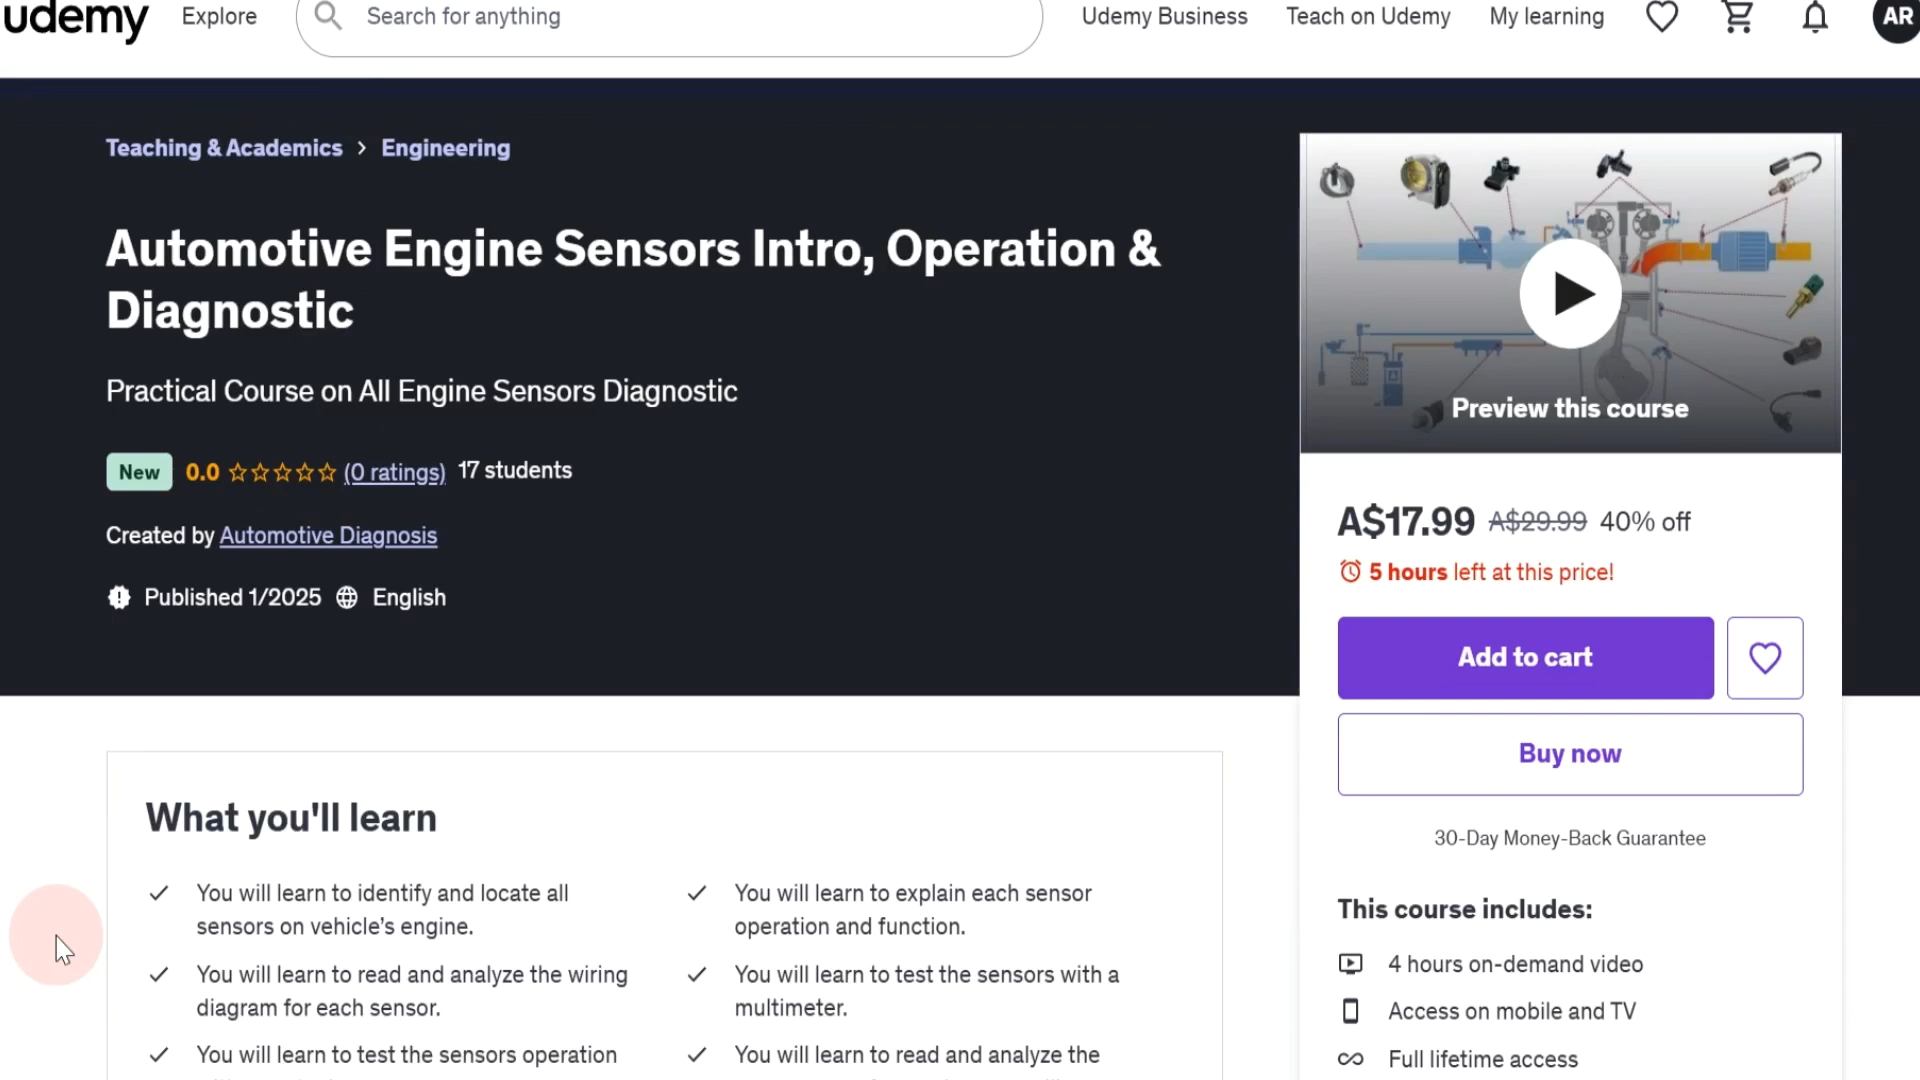 udemy
Explore
Search for anything
Udemy Business
Teach on Udemy
My learning
AR
Teaching & Academics > Engineering
Automotive Engine Sensors Intro, Operation &
Diagnostic
Practical Course on All Engine Sensors Diagnostic
New 0.0 (0 ratings) 17 students
Created by Automotive Diagnosis
Published 1/2025 English
Preview this course
A$17.99 A$29.99 40% off
5 hours left at this price!
Add to cart
Buy now
30-Day Money-Back Guarantee
This course includes:
4 hours on-demand video
Access on mobile and TV
Full lifetime access
What you'll learn
You will learn to identify and locate all
sensors on vehicle’s engine.
You will learn to explain each sensor
operation and function.
You will learn to read and analyze the wiring
diagram for each sensor.
You will learn to test the sensors with a
multimeter.
You will learn to test the sensors operation
You will learn to read and analyze the